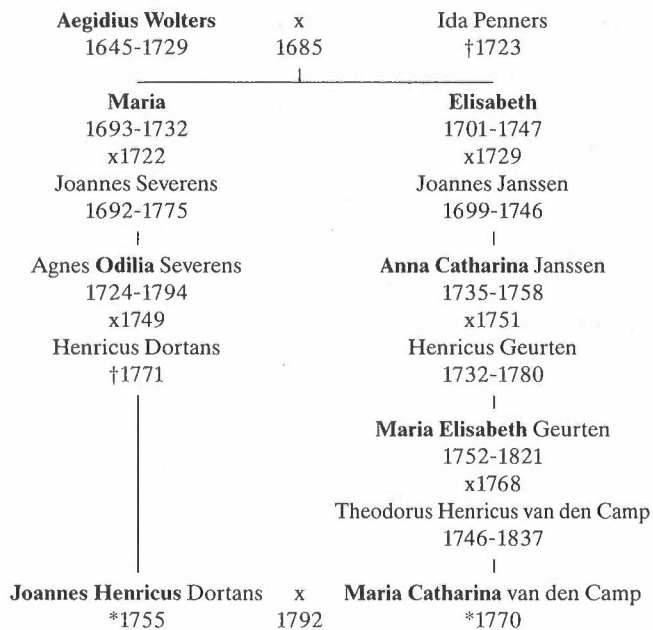 Aegidius Wolters x Ida Penners
1645-1729 1685 †1723
Maria Elisabeth
1693-1732 1701-1747
x1722 x1729
Joannes Severens Joannes Janssen
1692-1775 1699-1746
Agnes Odilia Severens Anna Catharina Janssen
1724-1794 1735-1758
x1749 x1751
Henricus Dortans Henricus Geurten
†1771 1732-1780
Maria Elisabeth Geurten
1752-1821
x1768
Theodorus Henricus van den Camp
1746-1837
Joannes Henricus Dortans x Maria Catharina van den Camp
*1755 1792 *1770